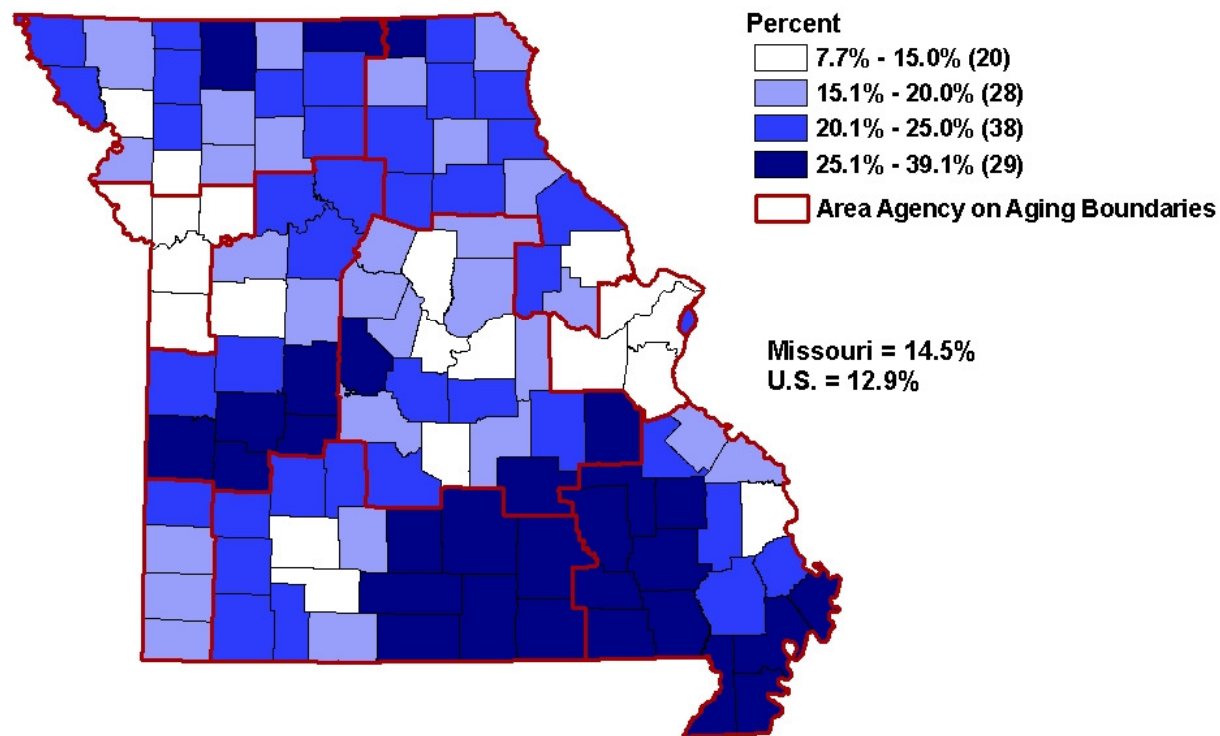 Percent
7.7% - 15.0% (20)
15.1% - 20.0% (28)
20.1% - 25.0% (38)
25.1% - 39.1% (29)
Area Agency on Aging Boundaries
Missouri = 14.5%
U.S. = 12.9%